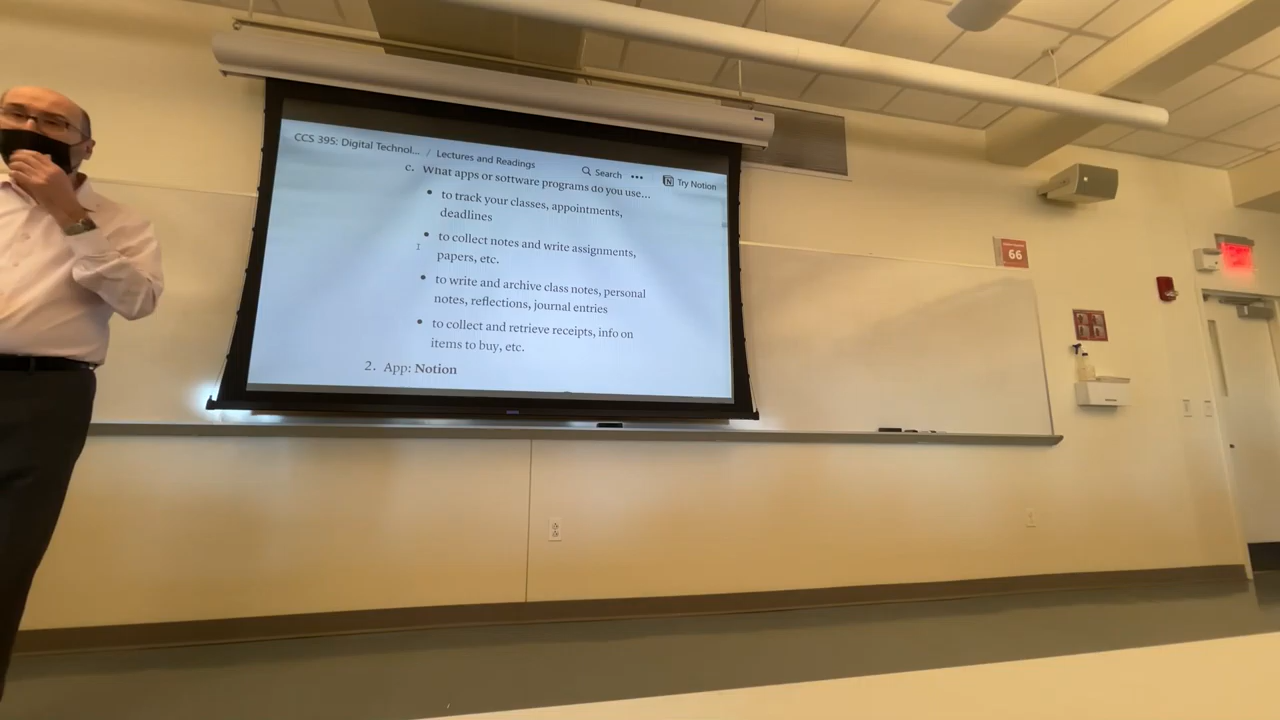 CCS 395: Digital Technol... / Lectures and Readings
Search ••• Try Notion
c. What apps or software programs do you use...
• to track your classes, appointments,
deadlines
• to collect notes and write assignments,
papers, etc.
• to write and archive class notes, personal
notes, reflections, journal entries
• to collect and retrieve receipts, info on
items to buy, etc.
2. App: Notion
66